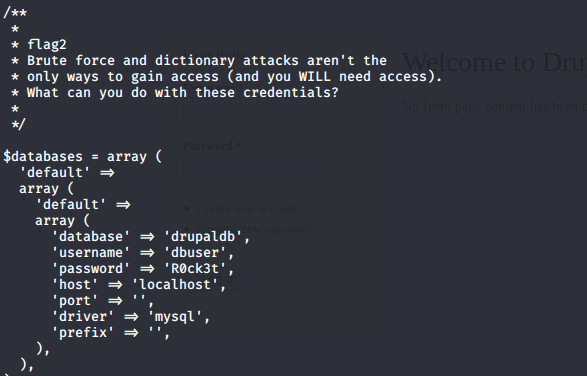 /**
 *
 * flag2
 * Brute force and dictionary attacks aren't the
 * only ways to gain access (and you WILL need access).
 * What can you do with these credentials?
 *
 */
Welcome to Dru
No front page content has been c
Password *
Create new account
password
$databases = array (
  'default' ⇒
  array (
    'default' ⇒
    array (
      'database' ⇒ 'drupaldb',
      'username' ⇒ 'dbuser',
      'password' ⇒ 'R0ck3t',
      'host' ⇒ 'localhost',
      'port' ⇒ '',
      'driver' ⇒ 'mysql',
      'prefix' ⇒ '',
    ),
  ),